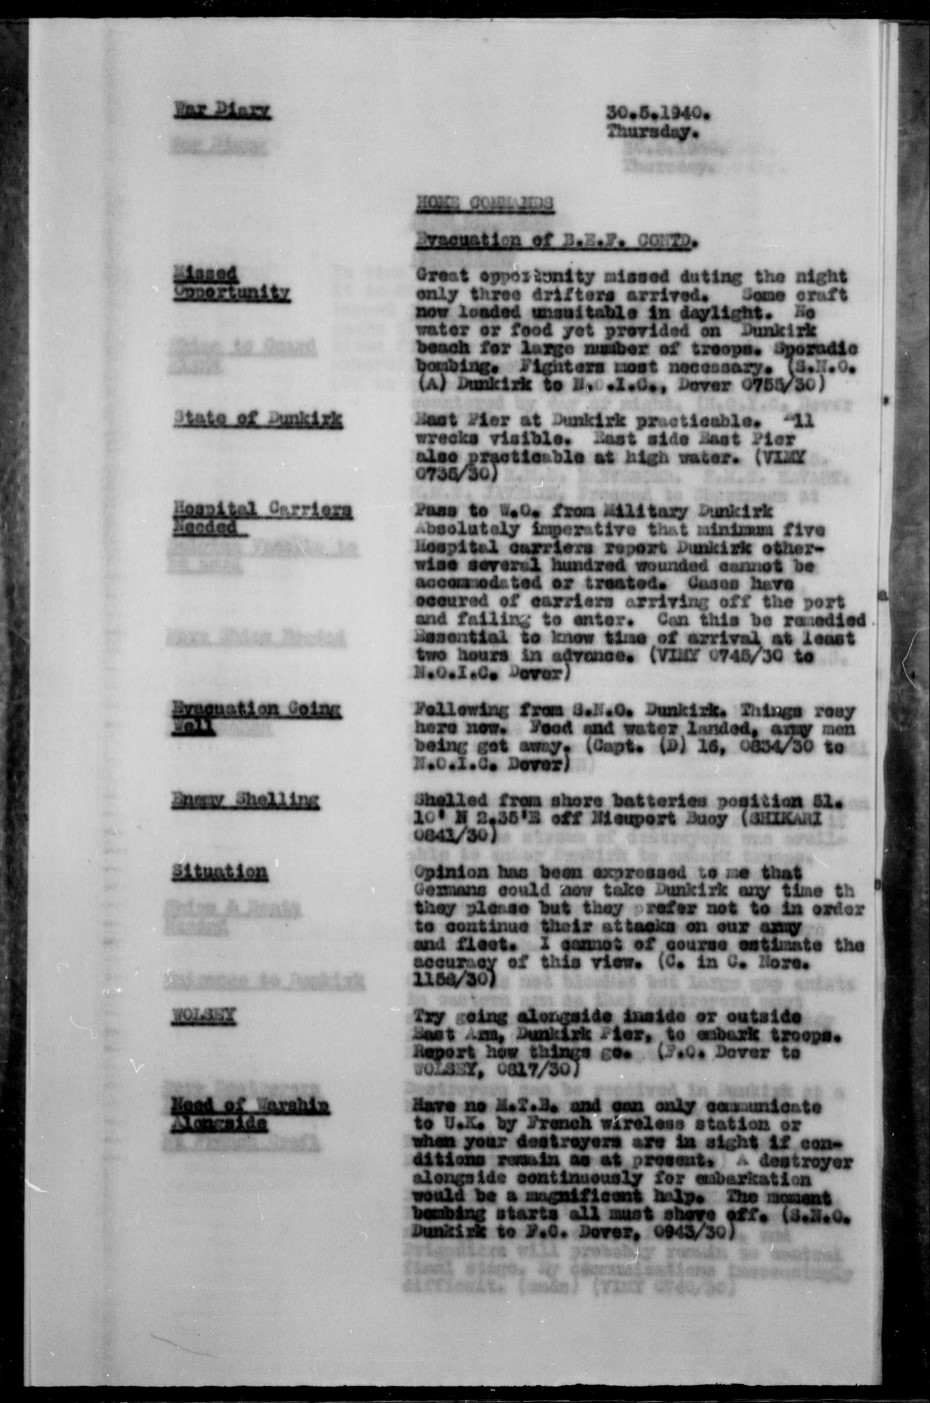 War Diary
30.5.1940.
Thursday.
HOME COMMANDS
Evacuation of B.E.F. CONTD.
Missed
Opportunity
Great opportunity missed duting the night
only three drifters arrived. Some craft
now loaded unsuitable in daylight. No
water or food yet provided on Dunkirk
beach for large number of troops. Sporadic
bombing. Fighters most necessary. (S.N.O.
(A) Dunkirk to N.O.I.C., Dover 0755/30)
State of Dunkirk
East Pier at Dunkirk practicable. All
wrecks visible. East side East Pier
also practicable at high water. (VIMY
0735/30)
Hospital Carriers
Needed
Pass to W.O. from Military Dunkirk
Absolutely imperative that minimum five
Hospital carriers report Dunkirk other-
wise several hundred wounded cannot be
accommodated or treated. Cases have
occured of carriers arriving off the port
and failing to enter. Can this be remedied.
Essential to know time of arrival at least
two hours in advance. (VIMY 0745/30 to
N.O.I.C. Dover)
Evacuation Going
Well
Following from S.N.O. Dunkirk. Things rosy
here now. Food and water landed, army men
being got away. (Capt. (D) 16, 0834/30 to
N.O.I.C. Dover)
Enemy Shelling
Shelled from shore batteries position 51.
10' N 2.35'E off Nieuport Buoy (SHIKARI
0841/30)
Situation
Opinion has been expressed to me that
Germans could now take Dunkirk any time th
they please but they prefer not to in order
to continue their attacks on our army
and fleet. I cannot of course estimate the
accuracy of this view. (C. in C. Nore.
1156/30)
WOLSEY
Try going alongside inside or outside
East Arm, Dunkirk Pier, to embark troops.
Report how things go. (F.O. Dover to
WOLSEY, 0817/30)
Need of Warship
Alongside
Have no M.T.B. and can only communicate
to U.K. by French wireless station or
when your destroyers are in sight if con-
ditions remain as at present. A destroyer
alongside continuously for embarkation
would be a magnificent help. The moment
bombing starts all must shove off. (S.N.O.
Dunkirk to F.O. Dover, 0943/30)